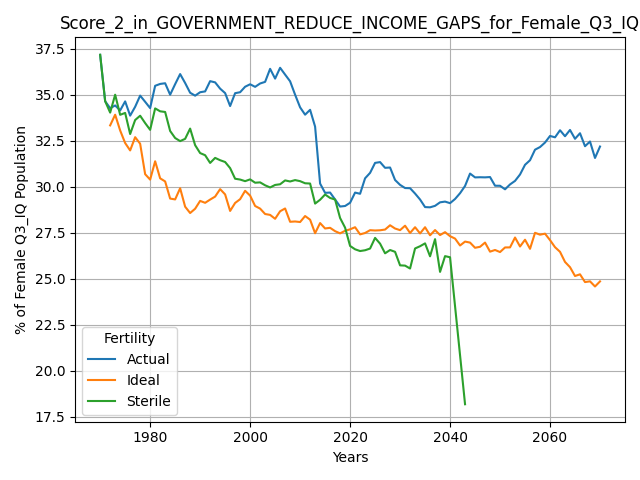 Score_2_in_GOVERNMENT_REDUCE_INCOME_GAPS_for_Female_Q3_IQ
% of Female Q3_IQ Population
37.5
35.0
32.5
30.0
27.5
25.0
22.5
20.0
17.5
Fertility
Actual
Ideal
Sterile
1980
2000
2020
2040
2060
Years